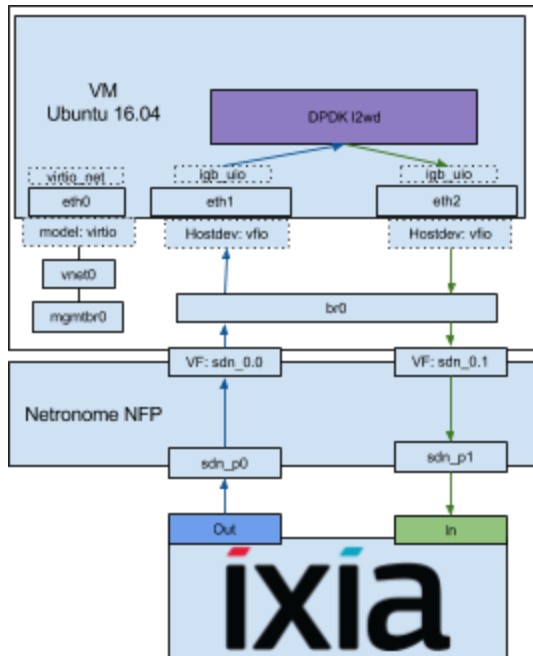 VM
Ubuntu 16.04
DPDK l2wd
virtio_net
igb_uio
igb_uio
eth0
eth1
eth2
model: virtio
Hostdev: vfio
Hostdev: vfio
vnet0
br0
mgmtbr0
VF: sdn_0.0
VF: sdn_0.1
Netronome NFP
sdn_p0
sdn_p1
Out
In
ixia